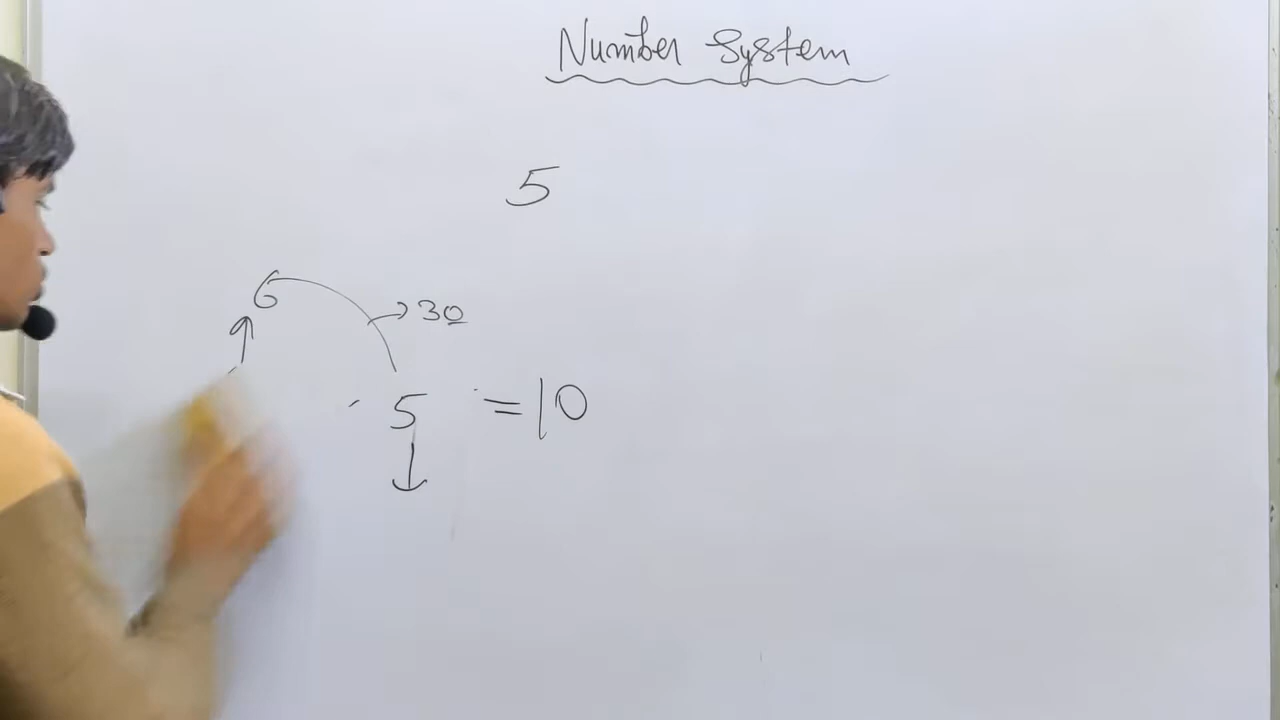 Number System
5
6
→ 30
5 = 10